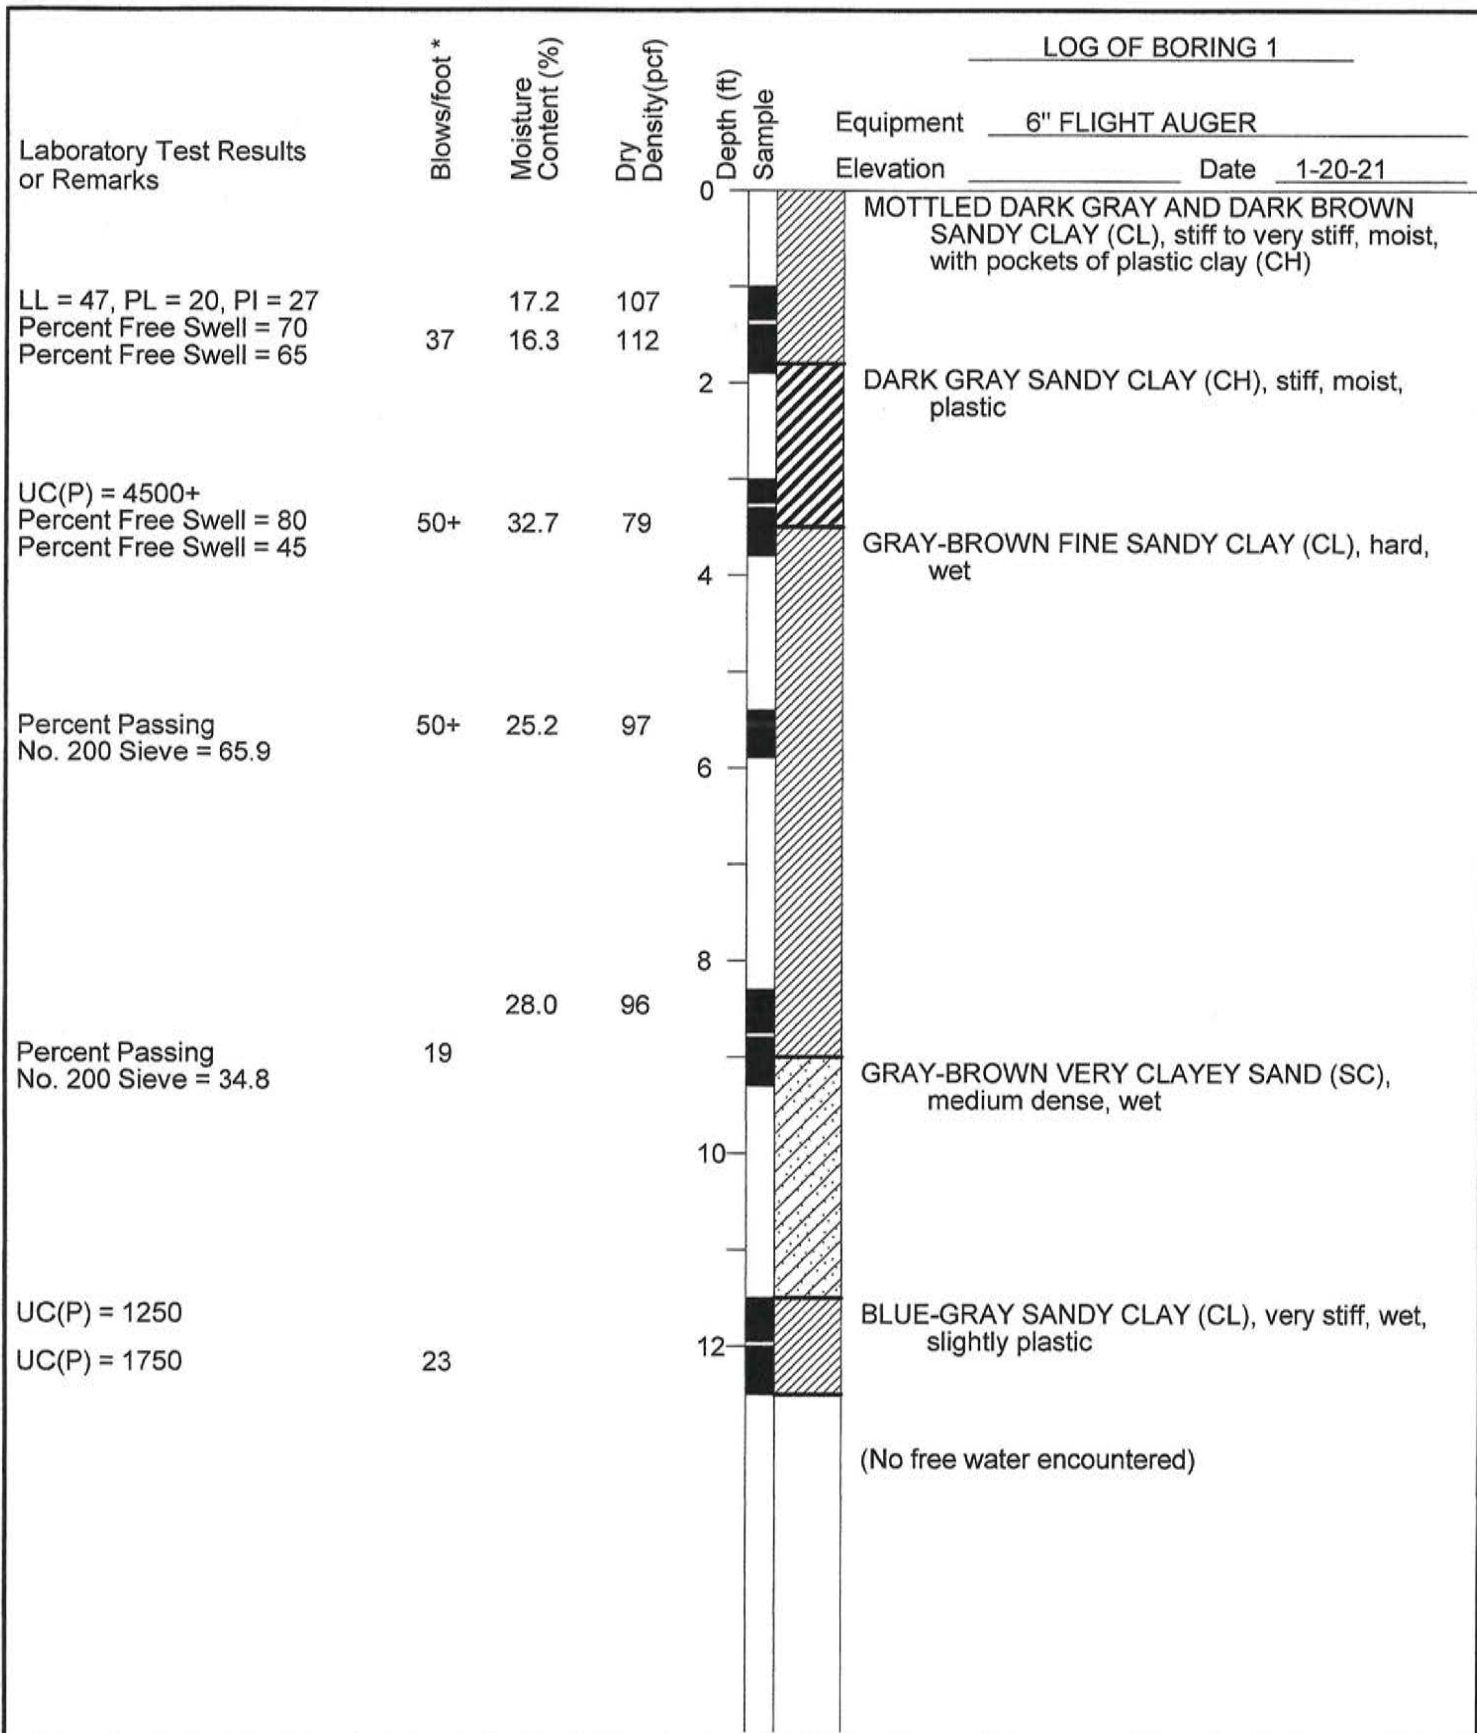 LOG OF BORING 1
Laboratory Test Results
or Remarks
Blows/foot *
Moisture
Content (%)
Dry
Density(pcf)
Depth (ft)
Sample
Equipment 6" FLIGHT AUGER
Elevation Date 1-20-21
0
MOTTLED DARK GRAY AND DARK BROWN
SANDY CLAY (CL), stiff to very stiff, moist,
with pockets of plastic clay (CH)
LL = 47, PL = 20, PI = 27 17.2 107
Percent Free Swell = 70
37 16.3 112
Percent Free Swell = 65
2
DARK GRAY SANDY CLAY (CH), stiff, moist,
plastic
UC(P) = 4500+
Percent Free Swell = 80 50+ 32.7 79
Percent Free Swell = 45
GRAY-BROWN FINE SANDY CLAY (CL), hard,
wet
4
Percent Passing 50+ 25.2 97
No. 200 Sieve = 65.9
6
8
28.0 96
Percent Passing 19
No. 200 Sieve = 34.8
GRAY-BROWN VERY CLAYEY SAND (SC),
medium dense, wet
10
UC(P) = 1250
BLUE-GRAY SANDY CLAY (CL), very stiff, wet,
slightly plastic
12
UC(P) = 1750 23
(No free water encountered)